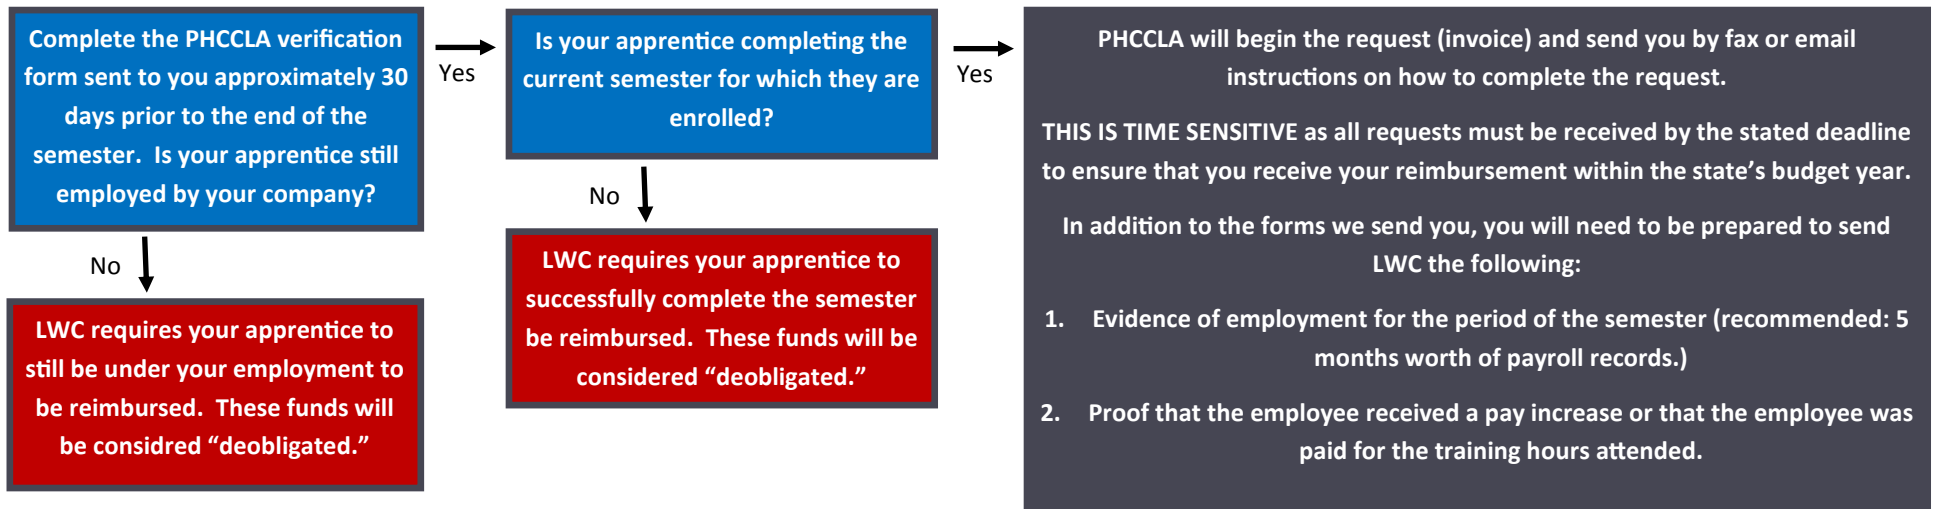 Complete the PHCCLA verification
form sent to you approximately 30
days prior to the end of the
semester.  Is your apprentice still
employed by your company?
Yes
No
LWC requires your apprentice to
still be under your employment to
be reimbursed.  These funds will
be considred “deobligated.”
Is your apprentice completing the
current semester for which they are
enrolled?
Yes
No
LWC requires your apprentice to
successfully complete the semester
be reimbursed.  These funds will be
considered “deobligated.”
PHCCLA will begin the request (invoice) and send you by fax or email
instructions on how to complete the request.
THIS IS TIME SENSITIVE as all requests must be received by the stated deadline
to ensure that you receive your reimbursement within the state’s budget year.
In addition to the forms we send you, you will need to be prepared to send
LWC the following:
1. Evidence of employment for the period of the semester (recommended: 5
months worth of payroll records.)
2. Proof that the employee received a pay increase or that the employee was
paid for the training hours attended.